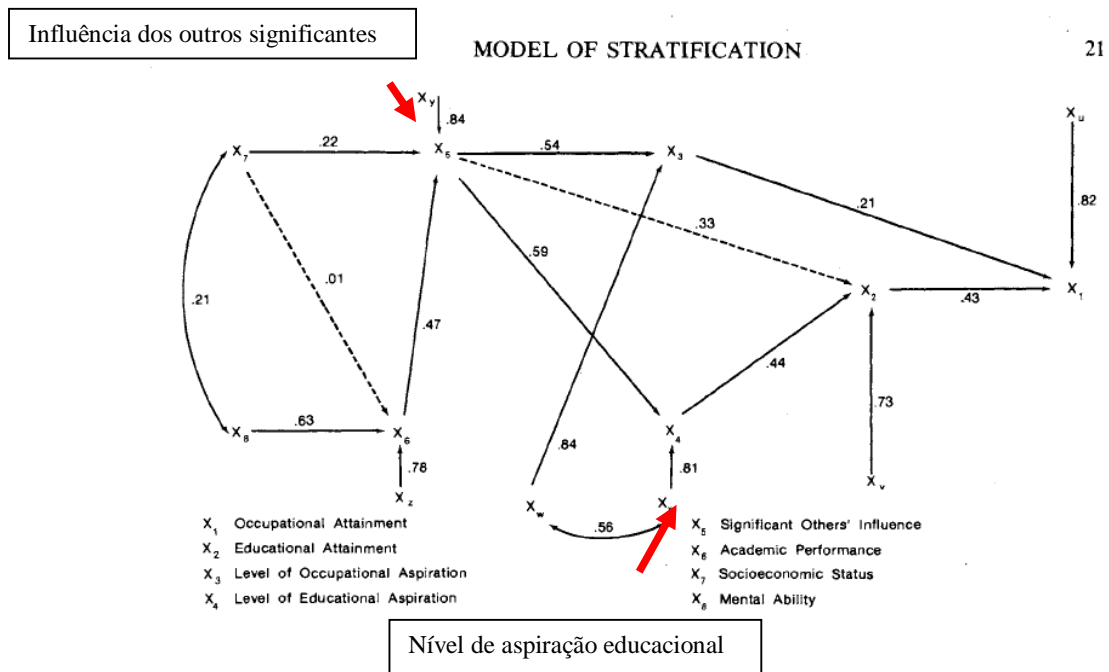 Influência dos outros significantes
MODEL OF STRATIFICATION
21
Xy
Xu
.84
.22
X7
X5
.54
X3
.21
.82
.33
.59
.01
X2
.43
X1
.21
.47
.44
.73
X8
.63
X6
X4
.84
.81
.78
Xv
Xz
Xw
X
.56
X1 Occupational Attainment
X2 Educational Attainment
X3 Level of Occupational Aspiration
X4 Level of Educational Aspiration
X5 Significant Others' Influence
X6 Academic Performance
X7 Socioeconomic Status
X8 Mental Ability
Nível de aspiração educacional